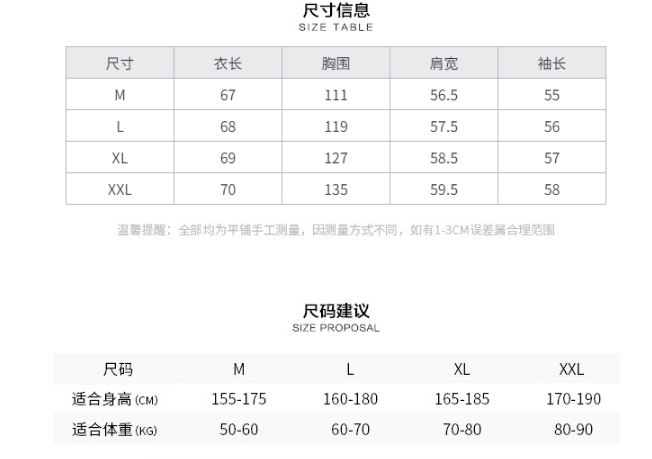 尺寸信息
SIZE TABLE
尺寸 衣长 胸围 肩宽 袖长
M 67 111 56.5 55
L 68 119 57.5 56
XL 69 127 58.5 57
XXL 70 135 59.5 58
温馨提醒：全部均为平铺手工测量，因测量方式不同，如有1-3CM误差属合理范围
尺码建议
SIZE PROPOSAL
尺码 M L XL XXL
适合身高(CM) 155-175 160-180 165-185 170-190
适合体重(KG) 50-60 60-70 70-80 80-90